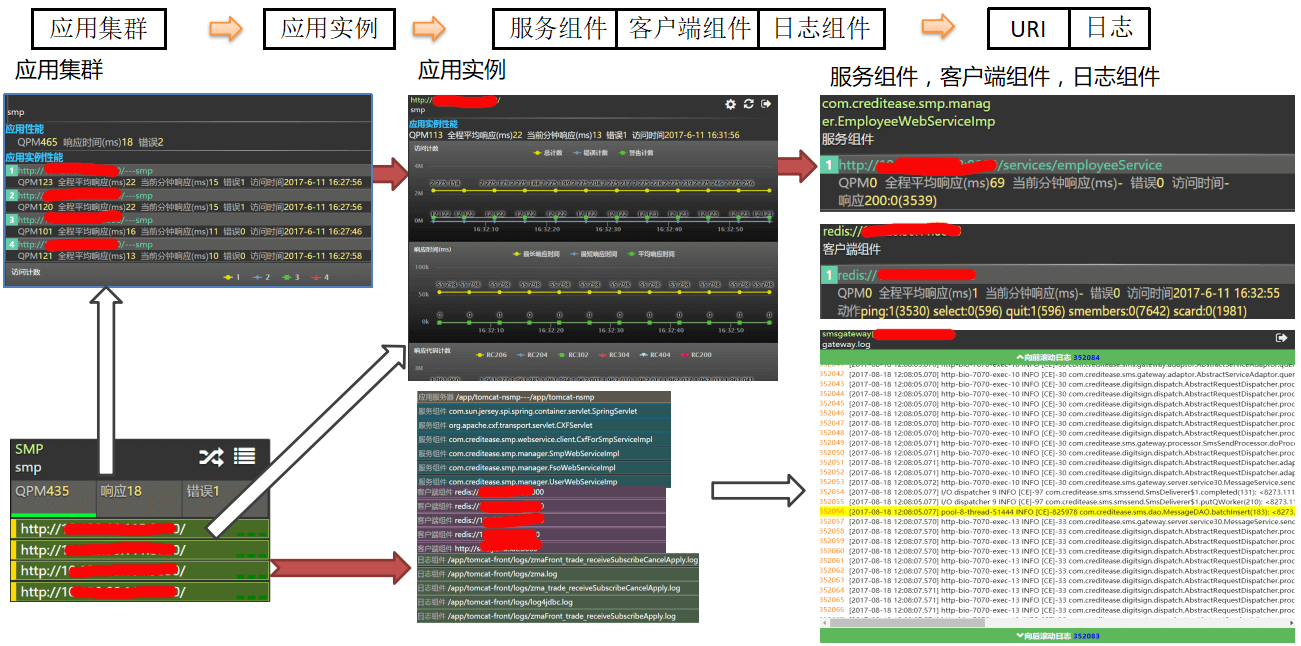 应用集群
应用实例
服务组件
客户端组件
日志组件
URI
日志
应用集群
smp
应用性能
QPM465 响应时间(ms)18 错误2
应用实例性能
1 http:// /---smp
QPM123 全程平均响应(ms)22 当前分钟响应(ms)15 错误1 访问时间2017-6-11 16:27:56
2 http:// /---smp
QPM120 全程平均响应(ms)22 当前分钟响应(ms)15 错误1 访问时间2017-6-11 16:27:56
3 http:// /---smp
QPM101 全程平均响应(ms)16 当前分钟响应(ms)11 错误0 访问时间2017-6-11 16:27:46
4 http:// /---smp
QPM121 全程平均响应(ms)13 当前分钟响应(ms)10 错误0 访问时间2017-6-11 16:27:58
访问计数
1 2 3 4
SMP
smp
QPM435 响应18 错误1
http://1 0/
http://1 /
http://10 /
http://10 /
应用实例
http:// /
smp
应用实例性能
QPM113 全程平均响应(ms)22 当前分钟响应(ms)13 错误1 访问时间2017-6-11 16:31:56
访问计数
总计数 错误计数 警告计数
4M
2M
0M
16:32:10 16:32:20 16:32:30 16:32:40 16:32:50
响应时间(ms)
最长响应时间 最短响应时间 平均响应时间
100k
50k
0k
0 0 0 0 0 0 0 0 0 0 0 0
16:32:10 16:32:20 16:32:30 16:32:40 16:32:50
响应代码计数
RC206 RC204 RC302 RC304 RC404 RC200
3M
应用服务器 /app/tomcat-nsmp---/app/tomcat-nsmp
服务组件 com.sun.jersey.spi.spring.container.servlet.SpringServlet
服务组件 org.apache.cxf.transport.servlet.CXFServlet
服务组件 com.creditease.smp.webservice.client.CxfForSmpServiceImpl
服务组件 com.creditease.smp.manager.SmpWebServiceImpl
服务组件 com.creditease.smp.manager.FsoWebServiceImpl
服务组件 com.creditease.smp.manager.UserWebServiceImp
客户端组件 redis://
客户端组件 redis://
客户端组件 redis://1
客户端组件 redis://1
客户端组件 http://
日志组件 /app/tomcat-front/logs/zmaFront_trade_receiveSubscribeCancelApply.log
日志组件 /app/tomcat-front/logs/zma.log
日志组件 /app/tomcat-front/logs/zma_trade_receiveSubscribeCancelApply.log
日志组件 /app/tomcat-front/logs/log4jdbc.log
日志组件 /app/tomcat-front/logs/zmaFront_trade_receiveSubscribeApply.log
服务组件，客户端组件，日志组件
com.creditease.smp.manag
er.EmployeeWebServiceImp
服务组件
1 http:// /services/employeeService
QPM0 全程平均响应(ms)69 当前分钟响应(ms)- 错误0 访问时间-
响应200:0(3539)
redis://
客户端组件
1 redis://
QPM0 全程平均响应(ms)1 当前分钟响应(ms)- 错误0 访问时间2017-6-11 16:32:55
动作ping:1(3530) select:0(596) quit:1(596) smembers:0(7642) scard:0(1981)
smsgateway(
gateway.log
向前滚动日志 352084
352042 [2017-08-18 12:08:05.070] http-bio-7070-exec-10 INFO [CE]-30 com.creditease.sms.gateway.adaptor.AbstractServiceAdaptor.quer
352043 [2017-08-18 12:08:05.070] http-bio-7070-exec-10 INFO [CE]-30 com.creditease.digitsign.dispatch.AbstractRequestDispatcher.proc
352044 [2017-08-18 12:08:05.070] http-bio-7070-exec-10 INFO [CE]-30 com.creditease.digitsign.dispatch.AbstractRequestDispatcher.proc
352045 [2017-08-18 12:08:05.070] http-bio-7070-exec-10 INFO [CE]-30 com.creditease.digitsign.dispatch.AbstractRequestDispatcher.proc
352046 [2017-08-18 12:08:05.070] http-bio-7070-exec-10 INFO [CE]-30 com.creditease.digitsign.dispatch.AbstractRequestDispatcher.proc
352047 [2017-08-18 12:08:05.070] http-bio-7070-exec-10 INFO [CE]-30 com.creditease.digitsign.dispatch.AbstractRequestDispatcher.proc
352048 [2017-08-18 12:08:05.070] http-bio-7070-exec-10 INFO [CE]-30 com.creditease.digitsign.dispatch.AbstractRequestDispatcher.proc
352049 [2017-08-18 12:08:05.071] http-bio-7070-exec-10 INFO [CE]-30 com.creditease.sms.gateway.processor.SmsSendProcessor.doProce
352050 [2017-08-18 12:08:05.071] http-bio-7070-exec-10 INFO [CE]-30 com.creditease.digitsign.dispatch.AbstractRequestDispatcher.proc
352051 [2017-08-18 12:08:05.071] http-bio-7070-exec-10 INFO [CE]-30 com.creditease.digitsign.dispatch.AbstractRequestDispatcher.adap
352052 [2017-08-18 12:08:05.071] http-bio-7070-exec-10 INFO [CE]-30 com.creditease.digitsign.dispatch.AbstractRequestDispatcher.adap
352053 [2017-08-18 12:08:05.071] http-bio-7070-exec-10 INFO [CE]-30 com.creditease.sms.gateway.server.service30.MessageService.sendc
352054 [2017-08-18 12:08:05.077] I/O dispatcher 9 INFO [CE]-97 com.creditease.sms.smsend.SmsDeliverer$1.completed(131): <8273.111
352055 [2017-08-18 12:08:05.077] I/O dispatcher 9 INFO [CE]-97 com.creditease.sms.smsend.SmsDeliverer$1.putQWorker(210): <8273.1
352056 [2017-08-18 12:08:05.077] pool-8-thread-51444 INFO [CE]-825978 com.creditease.sms.dao.MessageDAO.batchInsert(183): <8273.
352057 [2017-08-18 12:08:07.570] http-bio-7070-exec-13 INFO [CE]-33 com.creditease.sms.gateway.server.service30.MessageService.send
352058 [2017-08-18 12:08:07.570] http-bio-7070-exec-13 INFO [CE]-33 com.creditease.digitsign.dispatch.AbstractRequestDispatcher.proc
352059 [2017-08-18 12:08:07.570] http-bio-7070-exec-13 INFO [CE]-33 com.creditease.digitsign.dispatch.AbstractRequestDispatcher.proc
352060 [2017-08-18 12:08:07.570] http-bio-7070-exec-13 INFO [CE]-33 com.creditease.digitsign.dispatch.AbstractRequestDispatcher.proc
352061 [2017-08-18 12:08:07.571] http-bio-7070-exec-13 INFO [CE]-33 com.creditease.digitsign.dispatch.AbstractRequestDispatcher.proc
352062 [2017-08-18 12:08:07.571] http-bio-7070-exec-13 INFO [CE]-33 com.creditease.digitsign.dispatch.AbstractRequestDispatcher.proc
352063 [2017-08-18 12:08:07.571] http-bio-7070-exec-13 INFO [CE]-33 com.creditease.digitsign.dispatch.AbstractRequestDispatcher.proc
352064 [2017-08-18 12:08:07.571] http-bio-7070-exec-13 INFO [CE]-33 com.creditease.digitsign.dispatch.AbstractRequestDispatcher.proc
352065 [2017-08-18 12:08:07.571] http-bio-7070-exec-13 INFO [CE]-33 com.creditease.digitsign.dispatch.AbstractRequestDispatcher.proc
352066 [2017-08-18 12:08:07.571] http-bio-7070-exec-13 INFO [CE]-33 com.creditease.digitsign.dispatch.AbstractRequestDispatcher.proc
向后滚动日志 352083